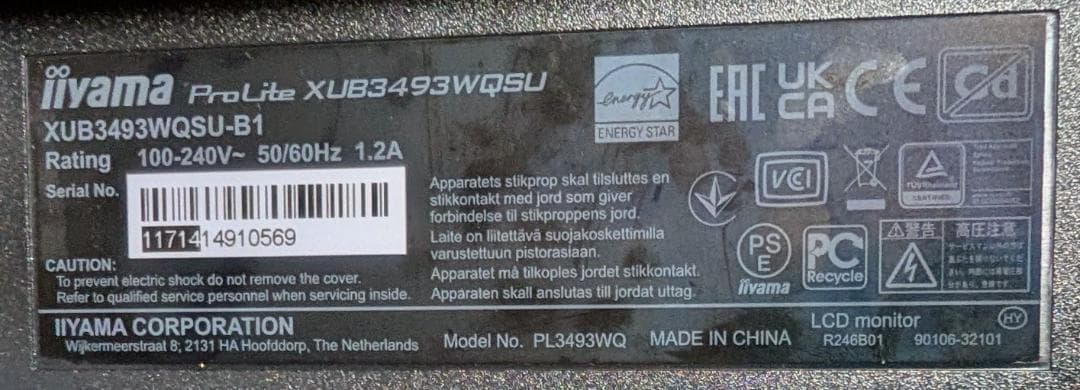 iiyama ProLite XUB3493WQSU
XUB3493WQSU-B1
Rating 100-240V~ 50/60Hz 1.2A
Serial No.
1171414910569
CAUTION:
To prevent electric shock do not remove the cover.
Refer to qualified service personnel when servicing inside.
Apparatets stikprop skal tilsluttes en
stikkontakt med jord som giver
forbindelse til stikproppens jord.
Laite on liitettävä suojakoskettimilla
varustettuun pistorasiaan.
Apparatet må tilkoples jordet stikkontakt.
Apparaten skall anslutas till jordat uttag.
energy
ENERGY STAR
EAC
UK
CA
CE
Cd
VCCI
PS
E
iiyama
PC
Recycle
警告 高圧注意
IIYAMA CORPORATION
Wijkermeerstraat 8; 2131 HA Hoofddorp, The Netherlands
Model No. PL3493WQ MADE IN CHINA
LCD monitor
R246B01 90106-32101
HY